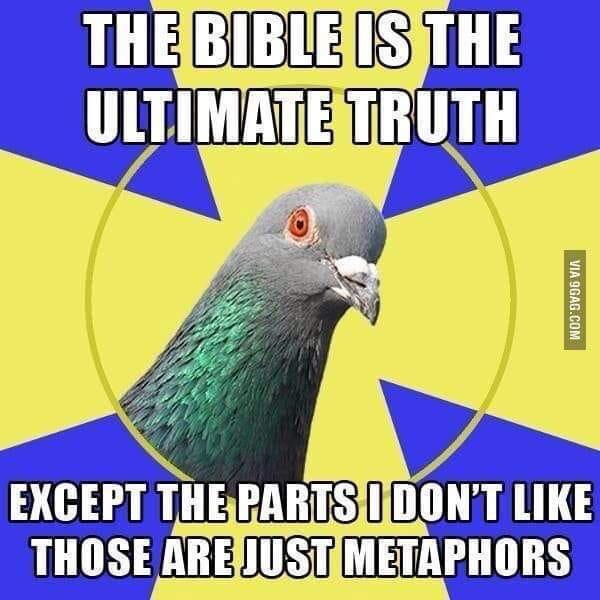 THE BIBLE IS THE
ULTIMATE TRUTH
VIA 9GAG.COM
EXCEPT THE PARTS I DON'T LIKE
THOSE ARE JUST METAPHORS